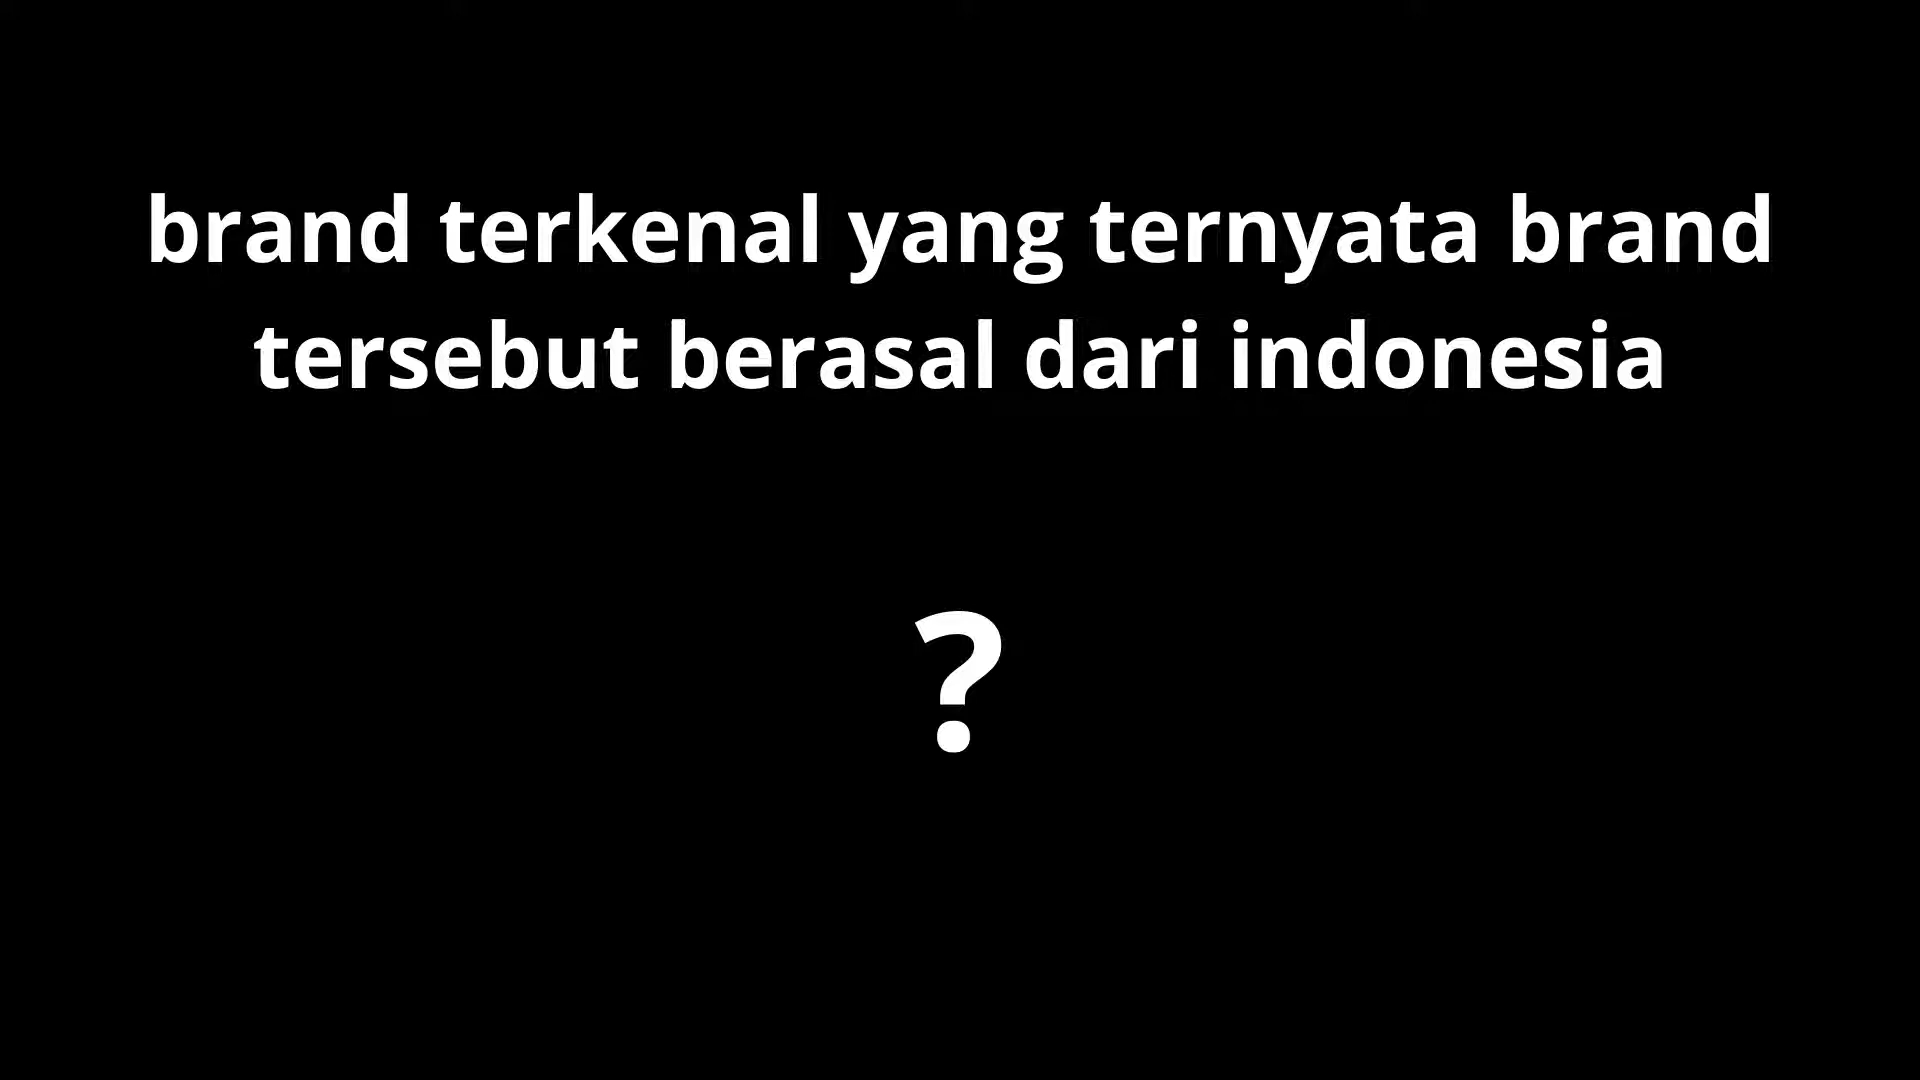 brand terkenal yang ternyata brand
tersebut berasal dari indonesia
?